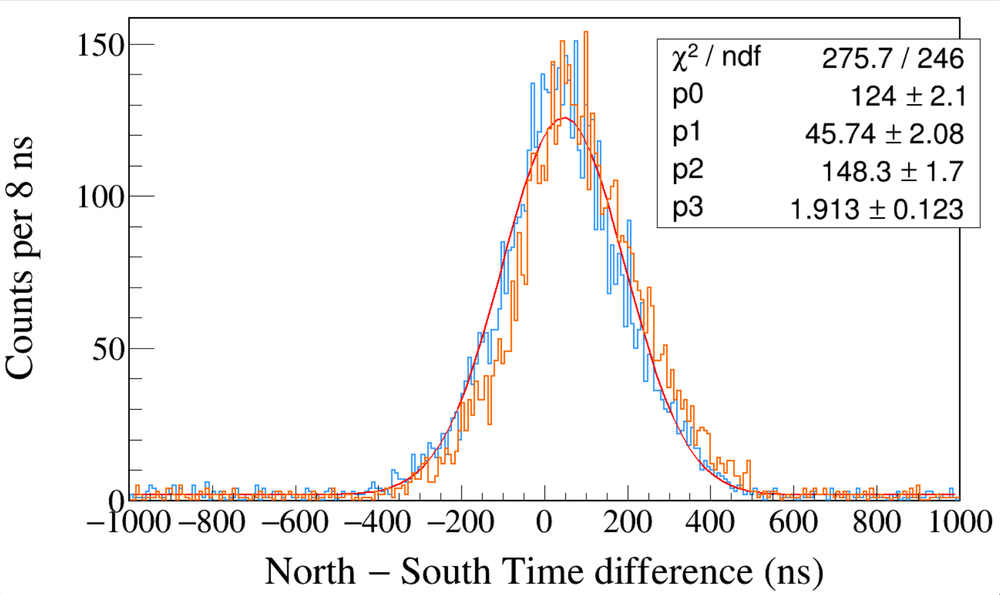 150
100
50
0
−1000 −800 −600 −400 −200 0 200 400 600 800 1000
Counts per 8 ns
North − South Time difference (ns)
χ² / ndf 275.7 / 246
p0 124 ± 2.1
p1 45.74 ± 2.08
p2 148.3 ± 1.7
p3 1.913 ± 0.123